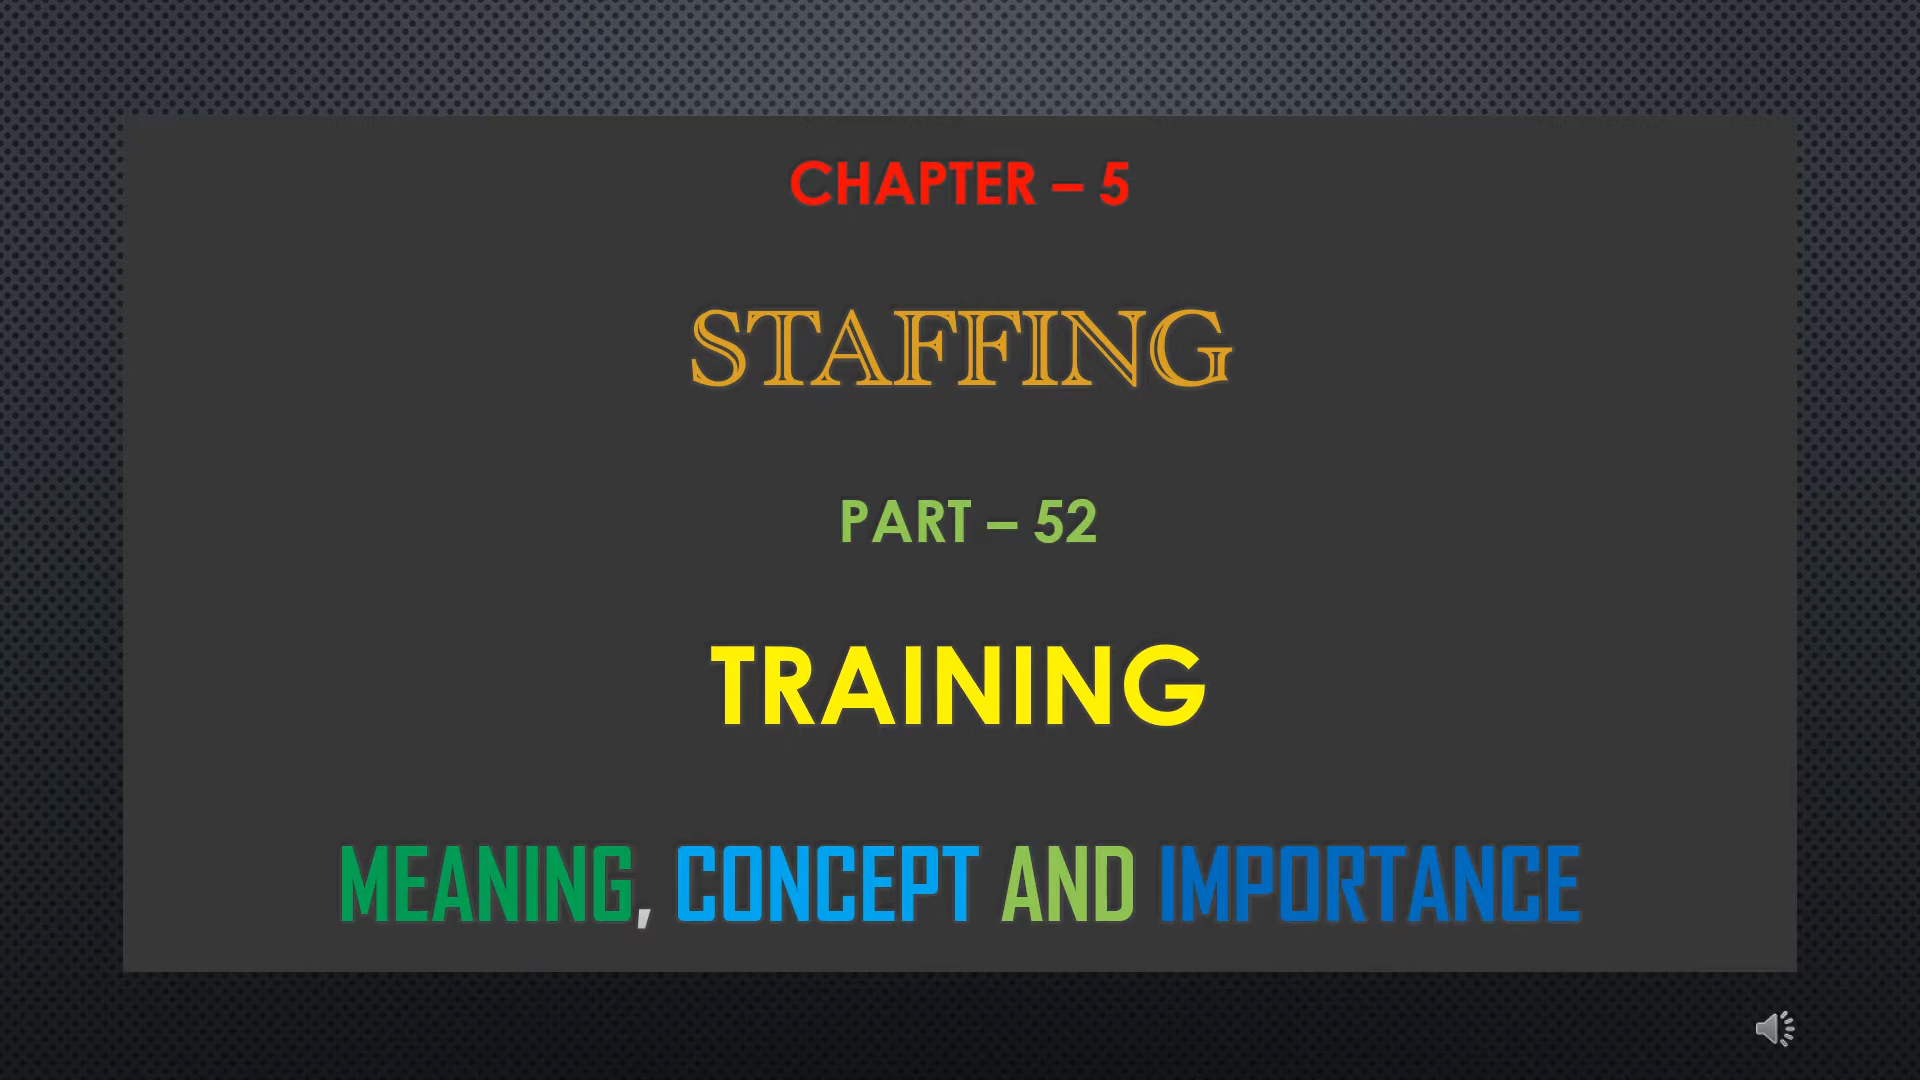 CHAPTER – 5
STAFFING
PART – 52
TRAINING
MEANING, CONCEPT AND IMPORTANCE